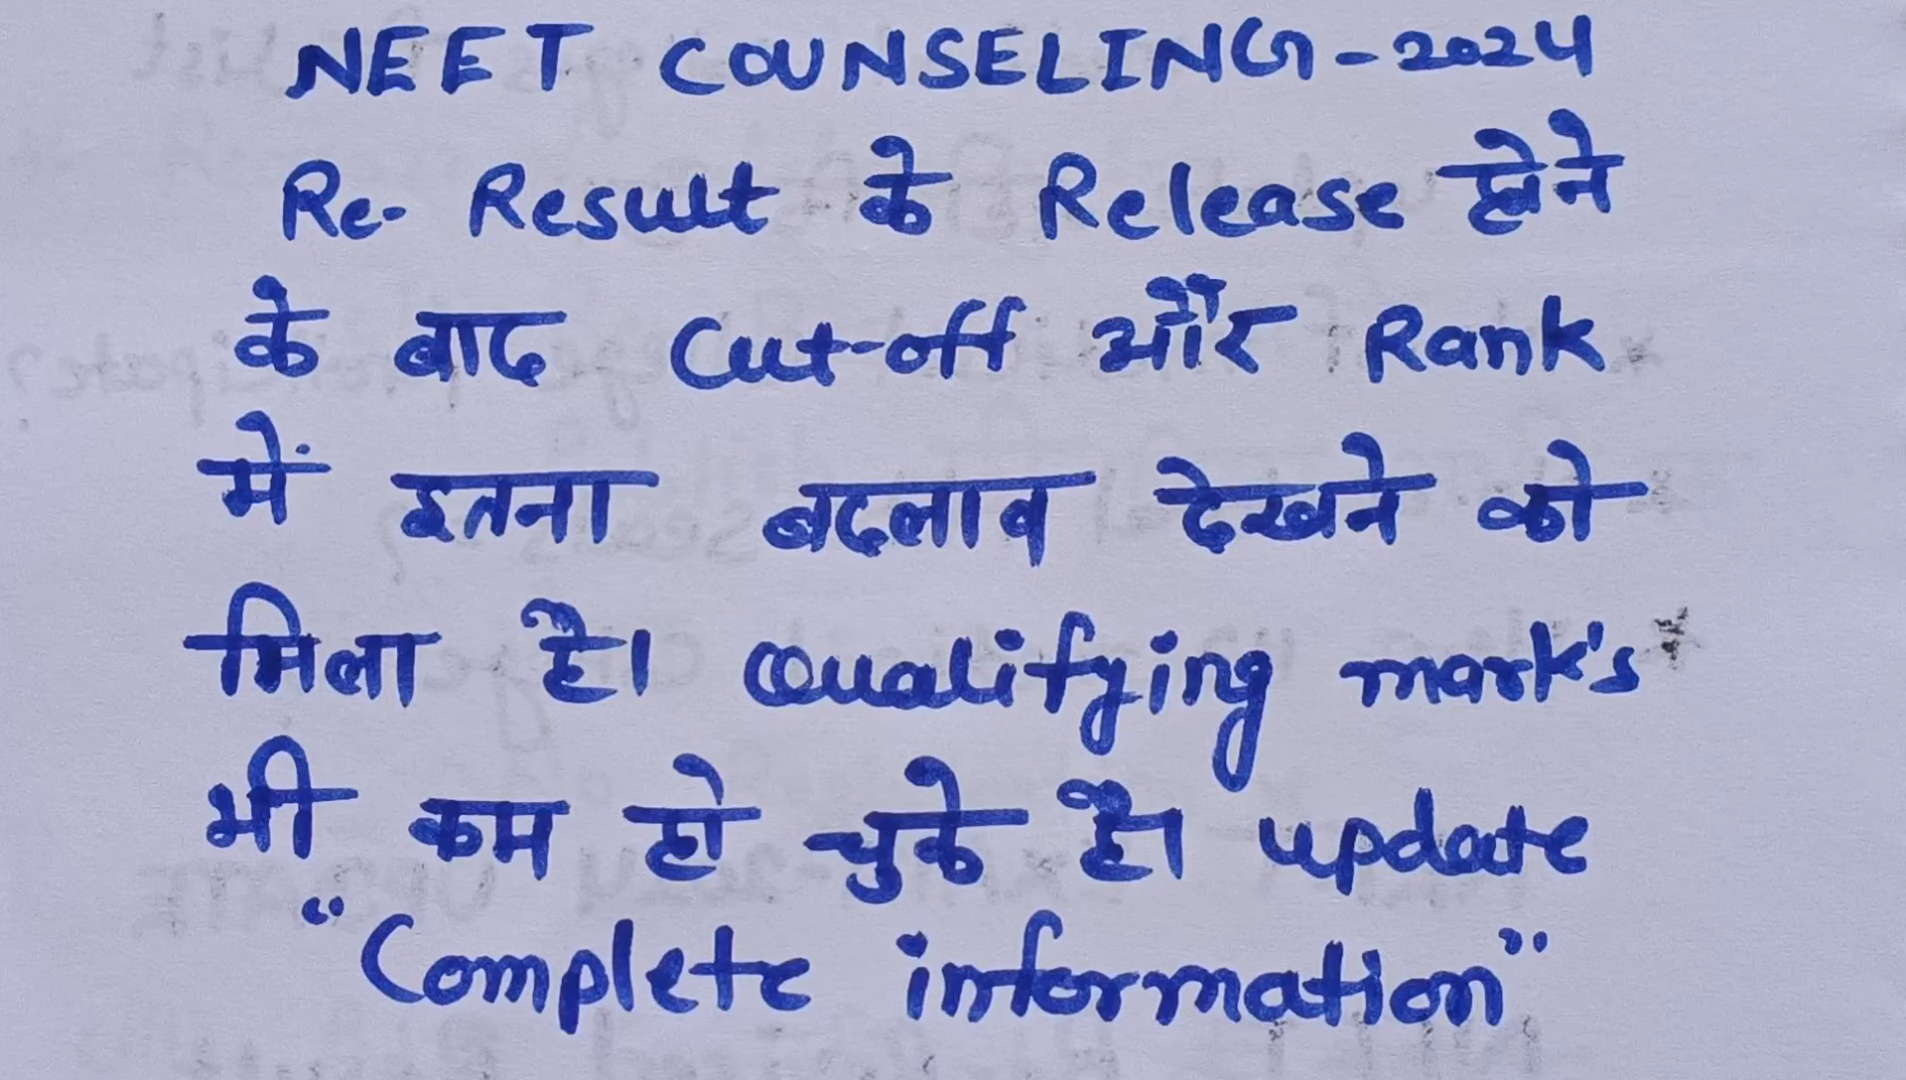 NEET COUNSELING-2024
Re- Result के Release होने
के बाद Cut-off और Rank
में इतना बदलाव देखने को
मिला है। Qualifying mark's
भी कम हो चुके है। update
“Complete information”